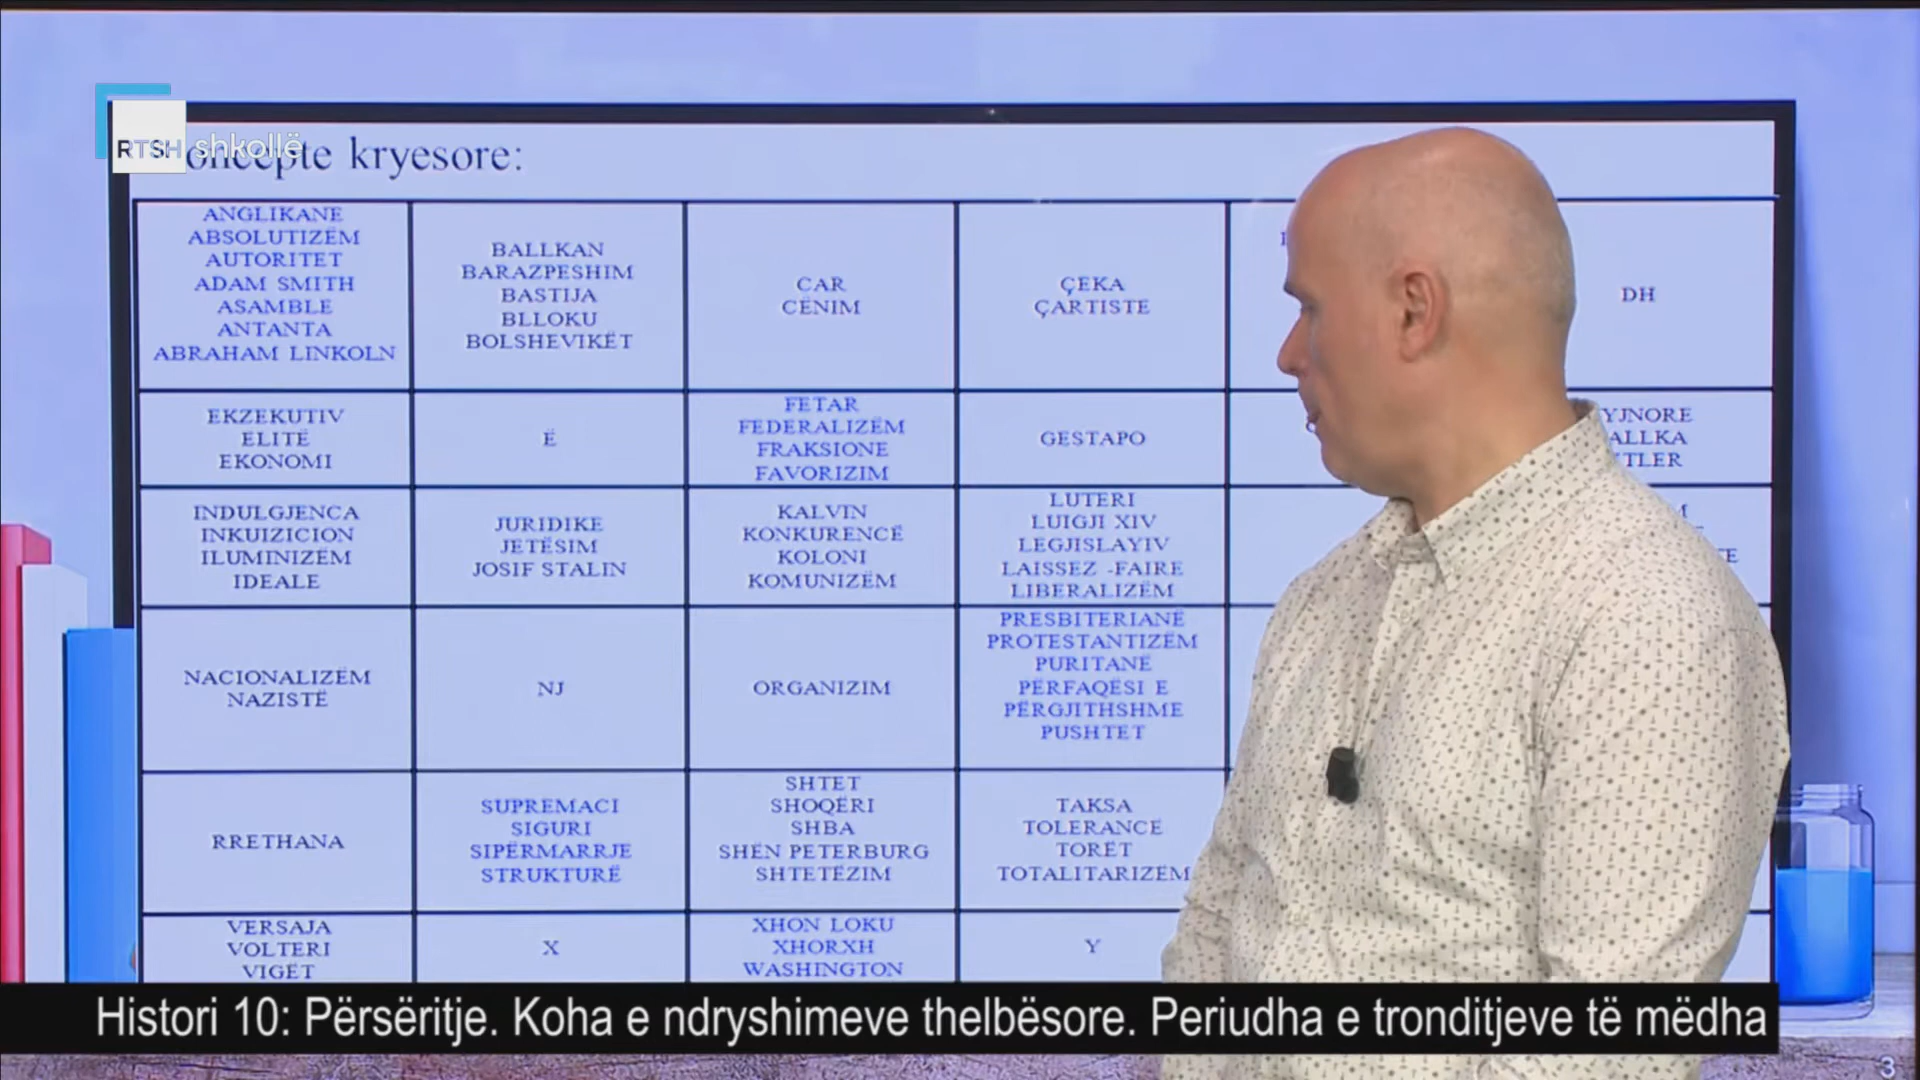 RTSH shkollë
Koncepte kryesore:
ANGLIKANE
ABSOLUTIZËM
AUTORITET
ADAM SMITH
ASAMBLE
ANTANTA
ABRAHAM LINKOLN
BALLKAN
BARAZPESHIM
BASTIJA
BLLOKU
BOLSHEVIKËT
CAR
CËNIM
ÇEKA
ÇARTISTE
DH
EKZEKUTIV
ELITË
EKONOMI
Ë
FETAR
FEDERALIZËM
FRAKSIONE
FAVORIZIM
GESTAPO
INDULGJENCA
INKUIZICION
ILUMINIZËM
IDEALE
JURIDIKE
JETËSIM
JOSIF STALIN
KALVIN
KONKURENCË
KOLONI
KOMUNIZËM
LUTERI
LUIGJI XIV
LEGJISLAYIV
LAISSEZ -FAIRE
LIBERALIZËM
NACIONALIZËM
NAZISTË
NJ
ORGANIZIM
PRESBITERIANË
PROTESTANTIZËM
PURITANË
PËRFAQËSI E
PËRGJITHSHME
PUSHTET
RRETHANA
SUPREMACI
SIGURI
SIPËRMARRJE
STRUKTURË
SHTET
SHOQËRI
SHBA
SHËN PETERBURG
SHTETËZIM
TAKSA
TOLERANCË
TORËT
TOTALITARIZËM
VERSAJA
VOLTERI
VIGËT
X
XHON LOKU
XHORXH
WASHINGTON
Y
Histori 10: Përsëritje. Koha e ndryshimeve thelbësore. Periudha e tronditjeve të mëdha
3